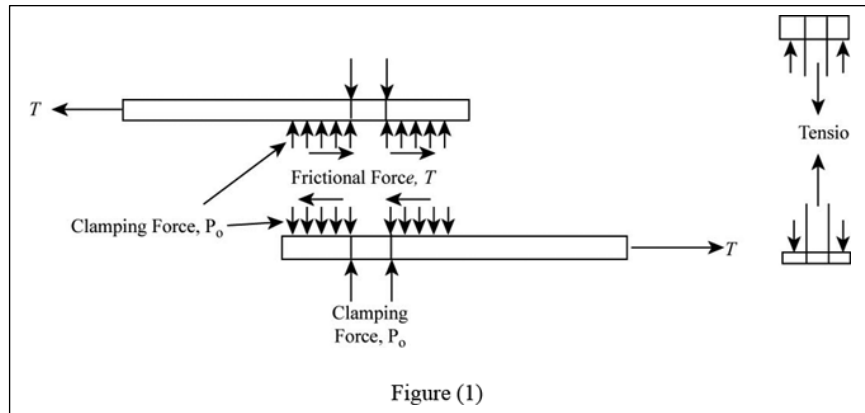 T
Frictional Force, T
Clamping Force, Po
T
Clamping
Force, Po
Tensio
Figure (1)